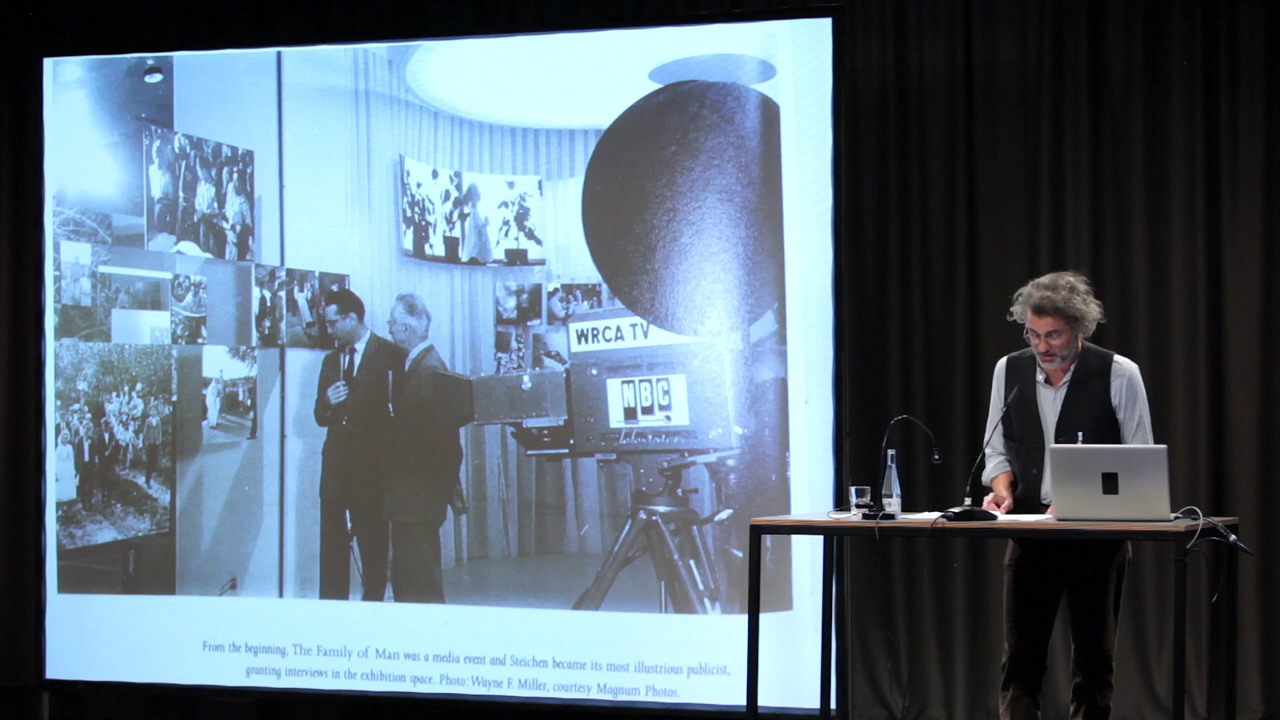 WRCA TV
NBC
Television
From the beginning, The Family of Man was a media event and Steichen became its most illustrious publicist,
granting interviews in the exhibition space. Photo: Wayne F. Miller, courtesy Magnum Photos.